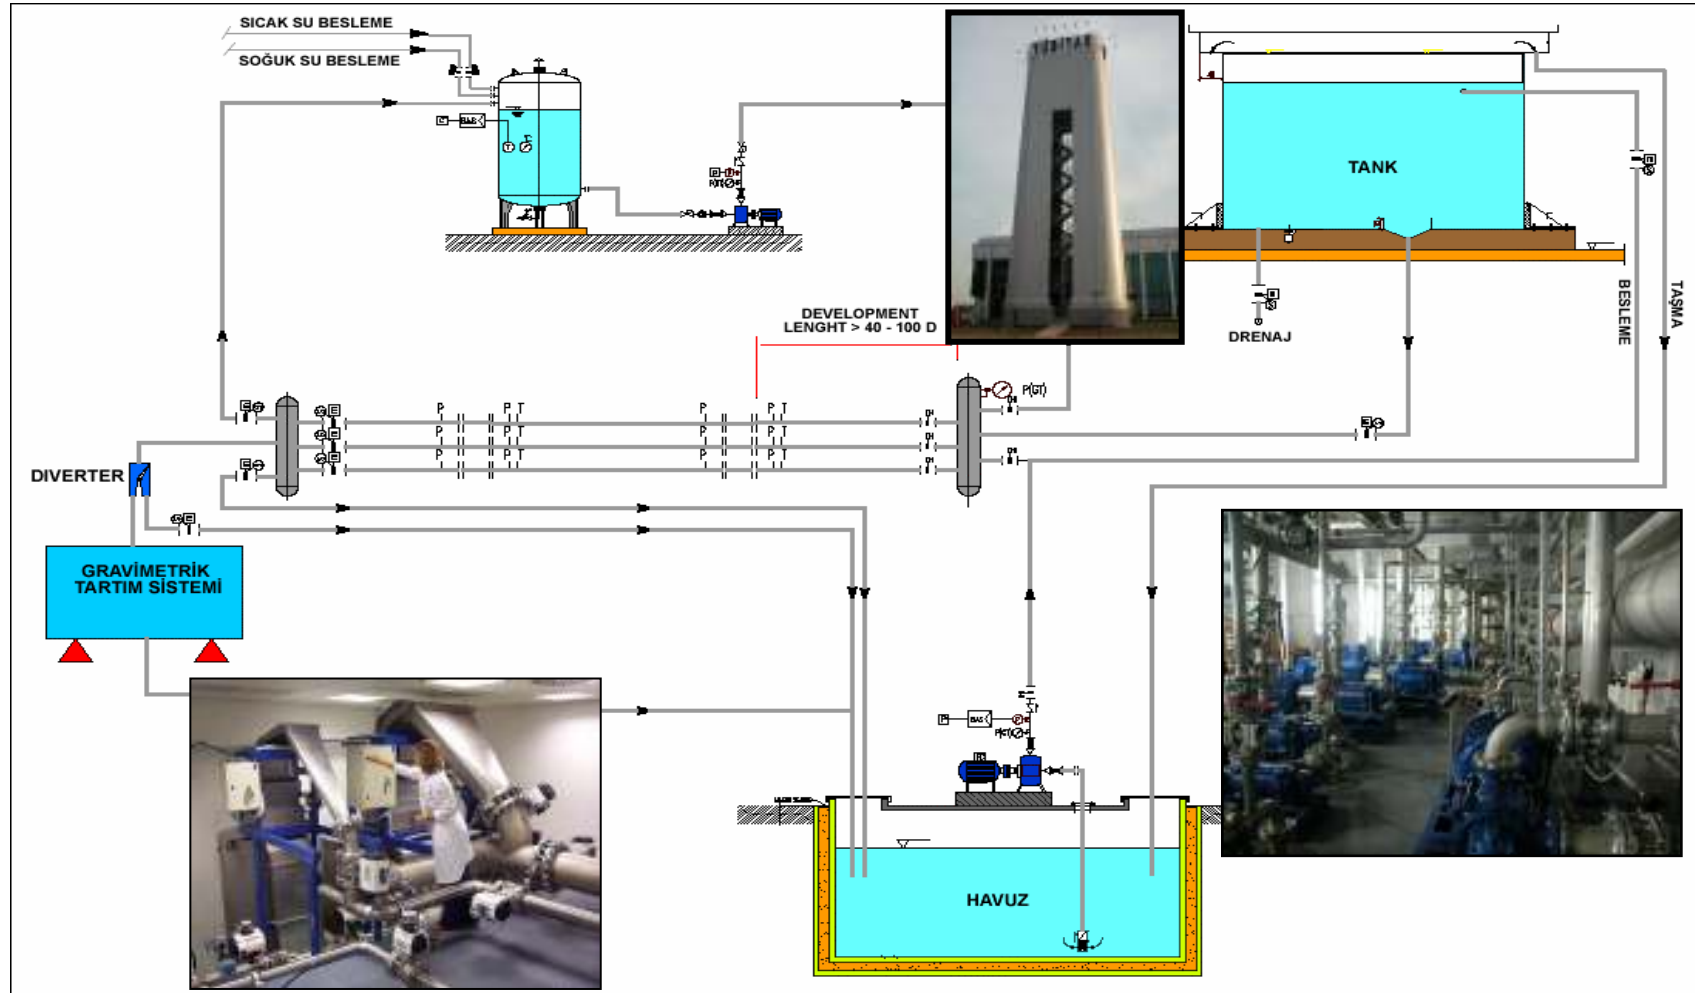 SICAK SU BESLEME
SOĞUK SU BESLEME
TANK
DRENAJ
BESLEME
TAŞMA
DEVELOPMENT
LENGHT > 40 - 100 D
P(GT)
P P T P P T
P P T P P T
P P T P P T
DIVERTER
GRAVİMETRİK
TARTIM SİSTEMİ
HAVUZ